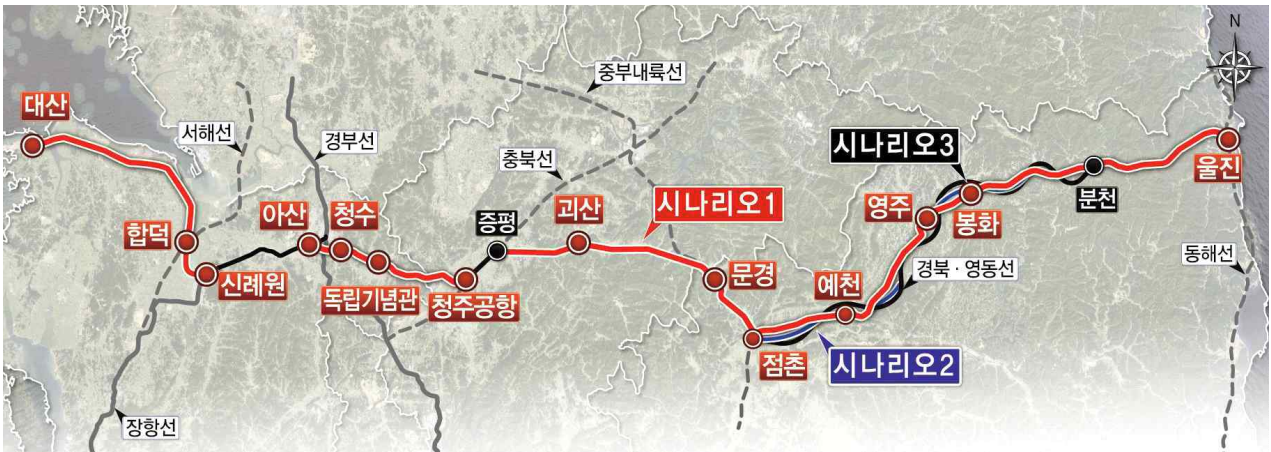 N
대산
서해선
경부선
중부내륙선
충북선
시나리오3
울진
합덕
아산
청수
증평
괴산
시나리오1
영주
봉화
분천
신례원
독립기념관
청주공항
문경
예천
경북·영동선
동해선
점촌
시나리오2
장항선